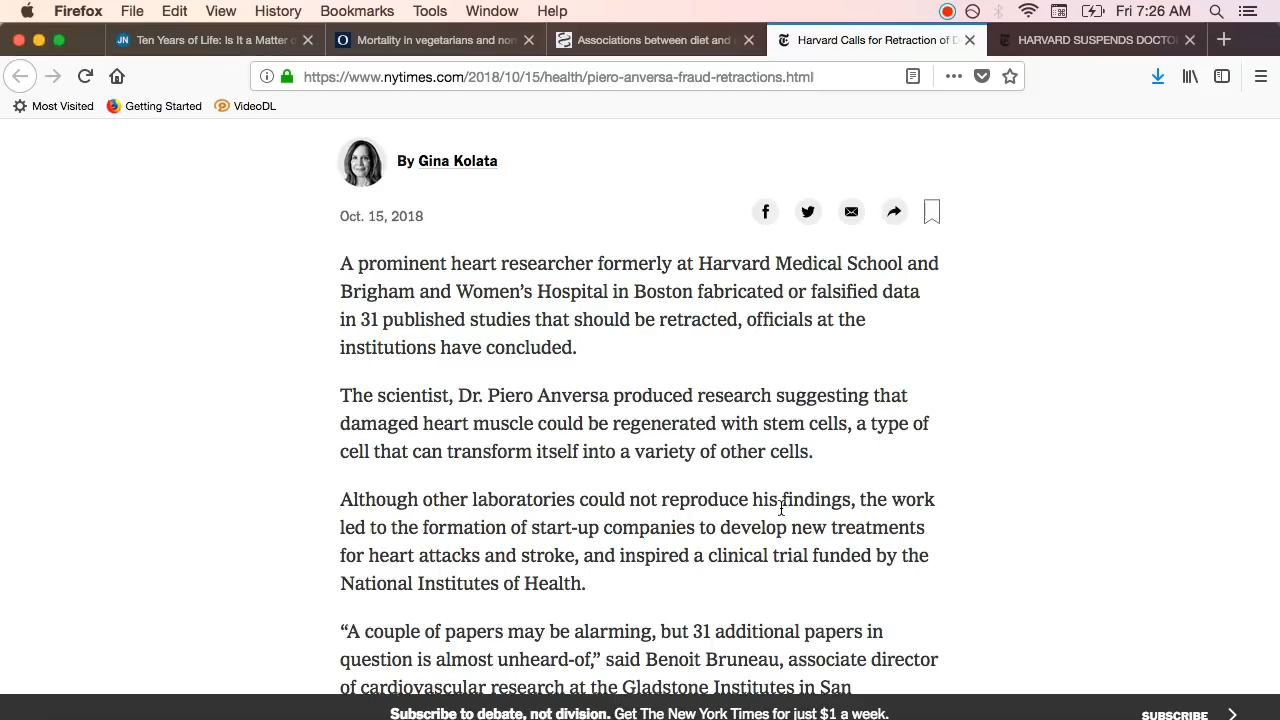 Firefox File Edit View History Bookmarks Tools Window Help Fri 7:26 AM
JN Ten Years of Life: Is It a Matter o Mortality in vegetarians and non Associations between diet and Harvard Calls for Retraction of D HARVARD SUSPENDS DOCTO
https://www.nytimes.com/2018/10/15/health/piero-anversa-fraud-retractions.html
Most Visited Getting Started VideoDL
By Gina Kolata
Oct. 15, 2018
A prominent heart researcher formerly at Harvard Medical School and
Brigham and Women’s Hospital in Boston fabricated or falsified data
in 31 published studies that should be retracted, officials at the
institutions have concluded.
The scientist, Dr. Piero Anversa produced research suggesting that
damaged heart muscle could be regenerated with stem cells, a type of
cell that can transform itself into a variety of other cells.
Although other laboratories could not reproduce his findings, the work
led to the formation of start-up companies to develop new treatments
for heart attacks and stroke, and inspired a clinical trial funded by the
National Institutes of Health.
“A couple of papers may be alarming, but 31 additional papers in
question is almost unheard-of,” said Benoit Bruneau, associate director
of cardiovascular research at the Gladstone Institutes in San
Subscribe to debate, not division. Get The New York Times for just $1 a week. SUBSCRIBE